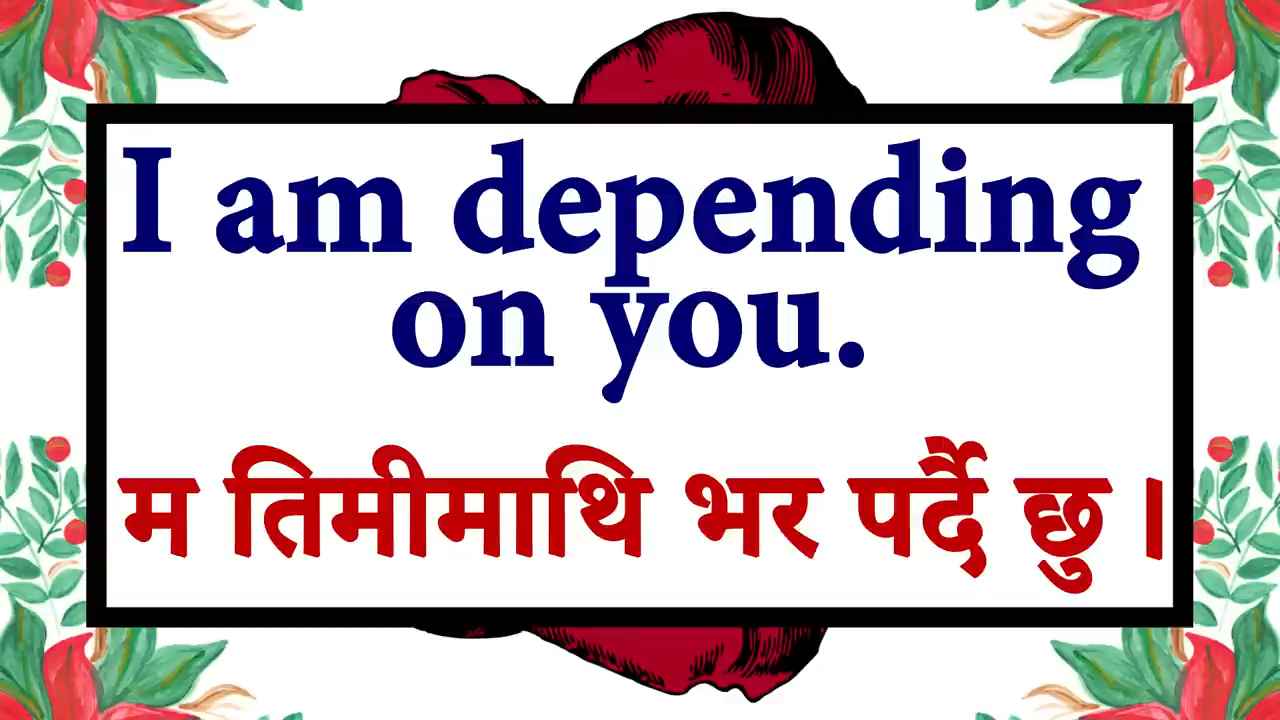 I am depending
on you.
म तिमीमाथि भर पर्दै छु ।